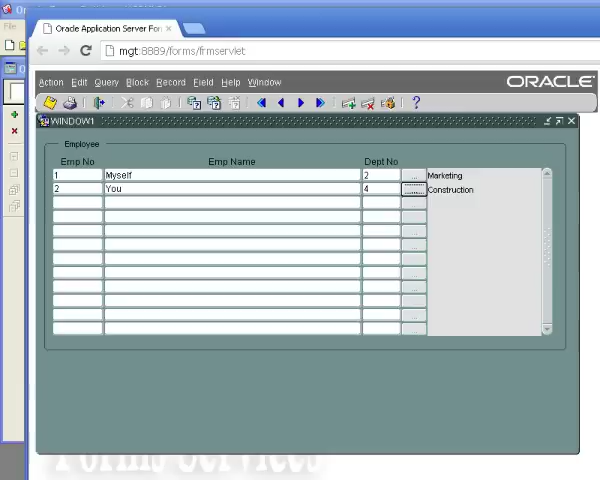 Oracle Application Server For
File
mgt:8889/forms/frmservlet
Action Edit Query Block Record Field Help Window
ORACLE
WINDOW1
Employee
Emp No Emp Name Dept No
1 Myself 2 ... Marketing
2 You 4 ... Construction
Forms Services